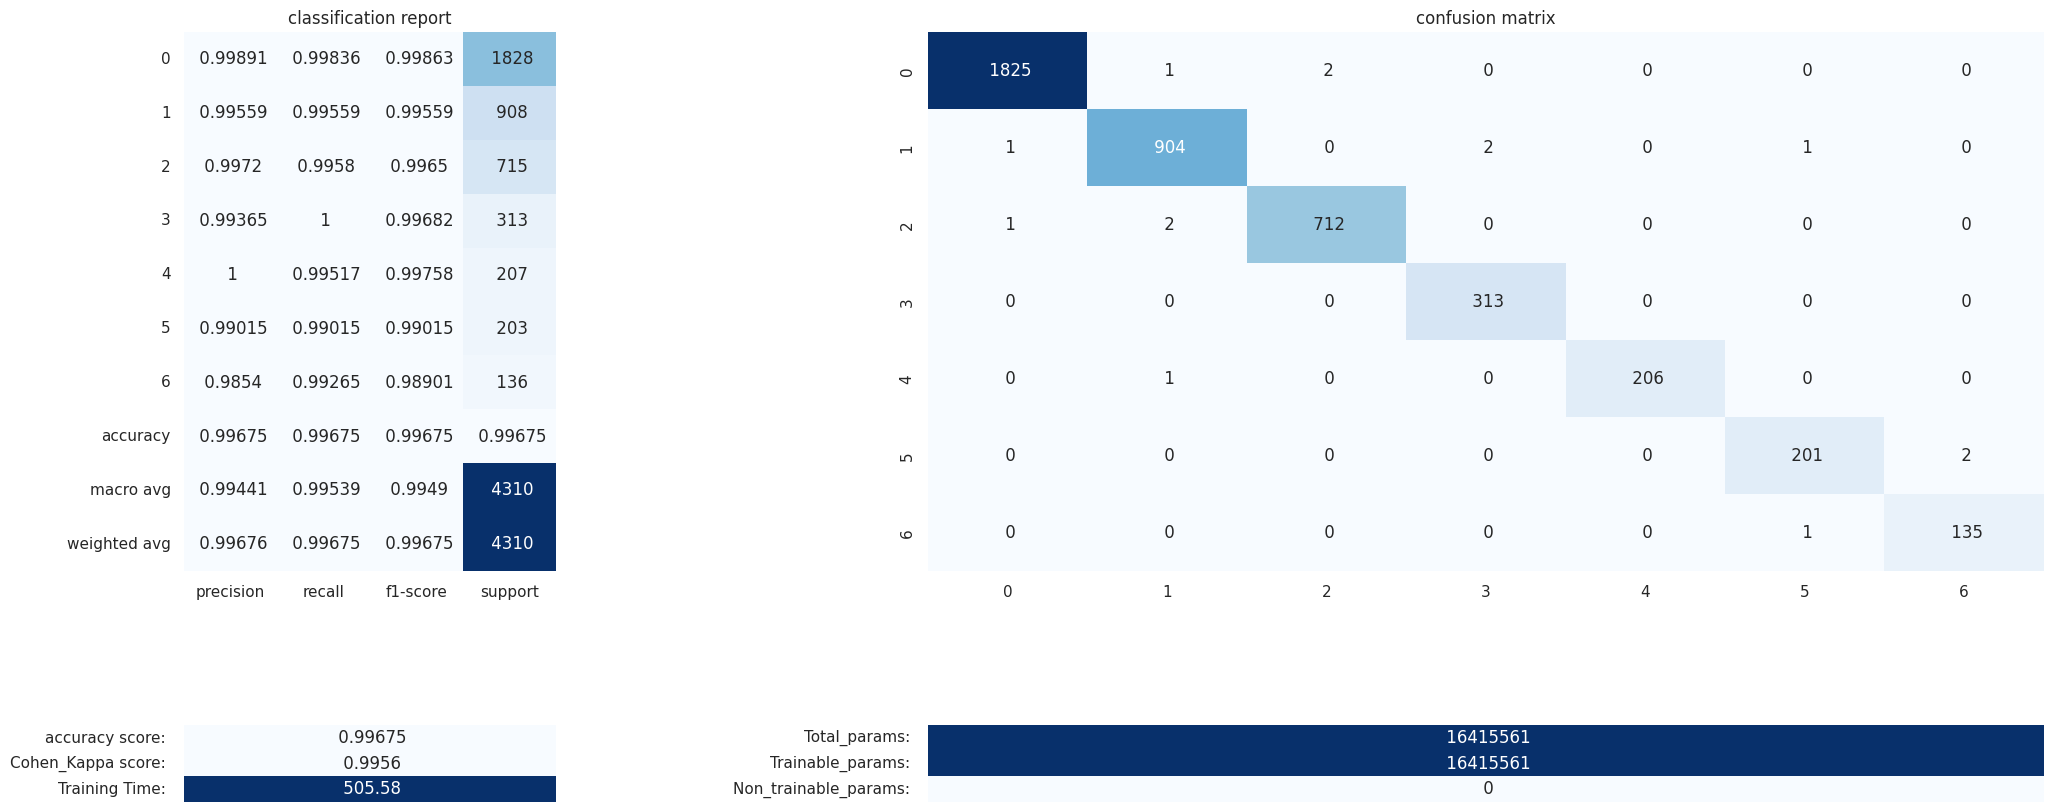 classification report
0 0.99891 0.99836 0.99863 1828
1 0.99559 0.99559 0.99559 908
2 0.9972 0.9958 0.9965 715
3 0.99365 1 0.99682 313
4 1 0.99517 0.99758 207
5 0.99015 0.99015 0.99015 203
6 0.9854 0.99265 0.98901 136
accuracy 0.99675 0.99675 0.99675 0.99675
macro avg 0.99441 0.99539 0.9949 4310
weighted avg 0.99676 0.99675 0.99675 4310
precision recall f1-score support
confusion matrix
0 1825 1 2 0 0 0 0
1 1 904 0 2 0 1 0
2 1 2 712 0 0 0 0
3 0 0 0 313 0 0 0
4 0 1 0 0 206 0 0
5 0 0 0 0 0 201 2
6 0 0 0 0 0 1 135
0 1 2 3 4 5 6
accuracy score: 0.99675
Cohen_Kappa score: 0.9956
Training Time: 505.58
Total_params: 16415561
Trainable_params: 16415561
Non_trainable_params: 0